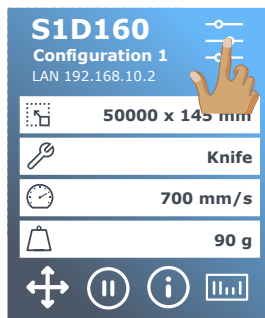 S1D160
Configuration 1
LAN 192.168.10.2
50000 x 145 mm
Knife
700 mm/s
90 g